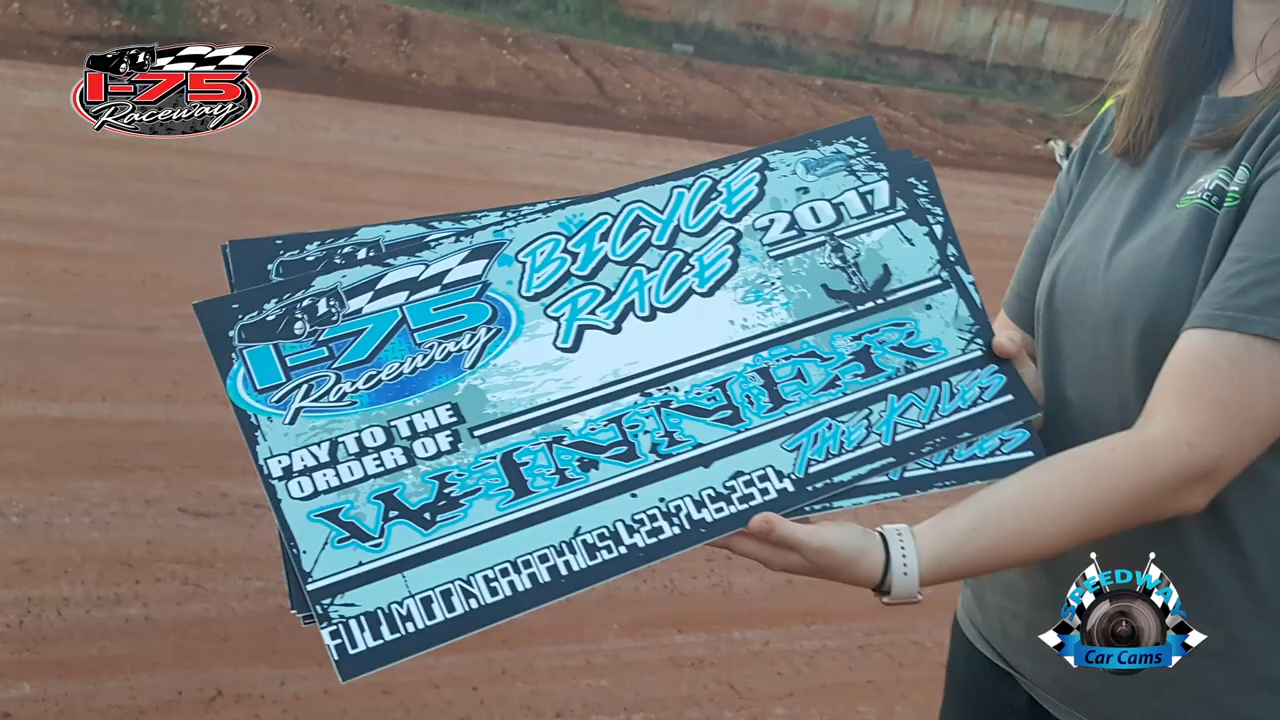 I-75
Raceway
BICYCLE
RACE
2017
I-75
Raceway
PAY TO THE
ORDER OF
WINNER
THE KYLES
KYLES
FULLMOONGRAPHICS.423.746.2554
SPEEDWAY
Car Cams